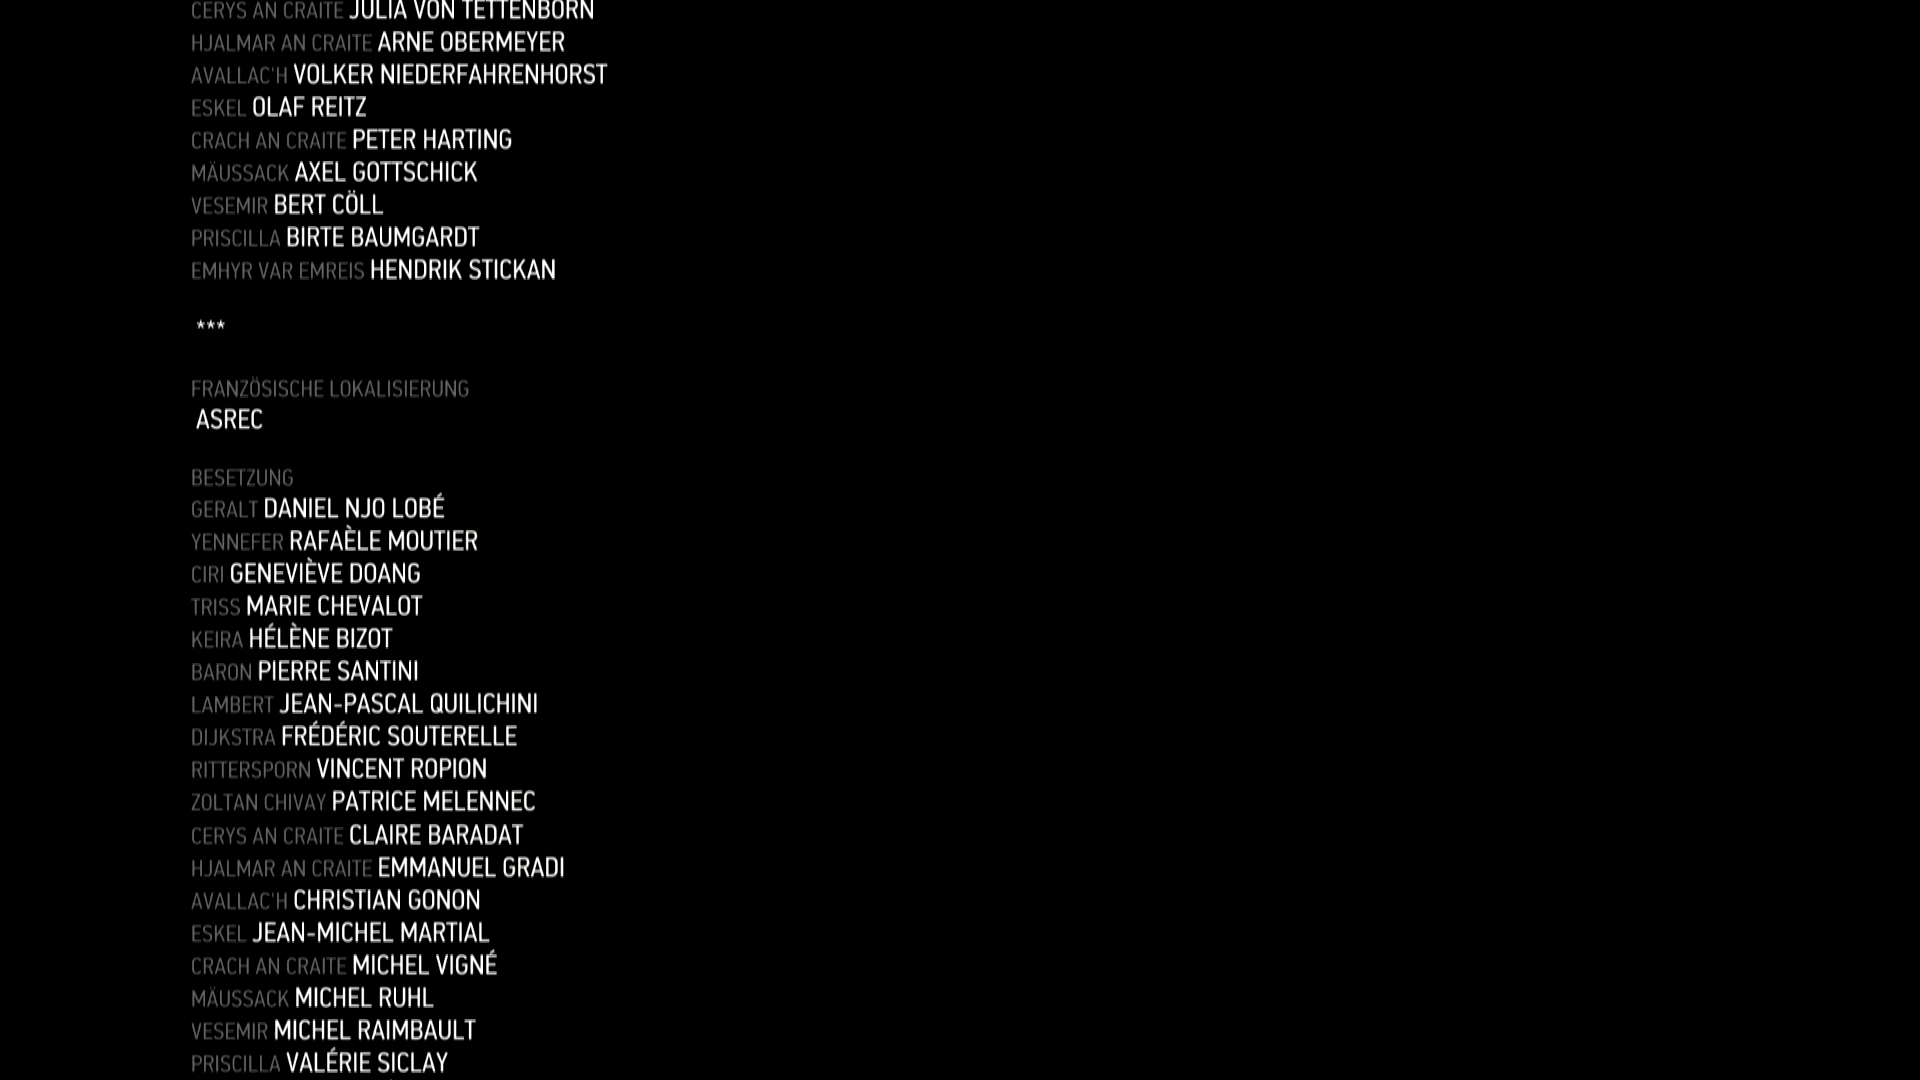 CERYS AN CRAITE JULIA VON TETTENBORN
HJALMAR AN CRAITE ARNE OBERMEYER
AVALLAC'H VOLKER NIEDERFAHRENHORST
ESKEL OLAF REITZ
CRACH AN CRAITE PETER HARTING
MÄUSSACK AXEL GOTTSCHICK
VESEMIR BERT CÖLL
PRISCILLA BIRTE BAUMGARDT
EMHYR VAR EMREIS HENDRIK STICKAN
***
FRANZÖSISCHE LOKALISIERUNG
ASREC
BESETZUNG
GERALT DANIEL NJO LOBÉ
YENNEFER RAFAÈLE MOUTIER
CIRI GENEVIÈVE DOANG
TRISS MARIE CHEVALOT
KEIRA HÉLÈNE BIZOT
BARON PIERRE SANTINI
LAMBERT JEAN-PASCAL QUILICHINI
DIJKSTRA FRÉDÉRIC SOUTERELLE
RITTERSPORN VINCENT ROPION
ZOLTAN CHIVAY PATRICE MELENNEC
CERYS AN CRAITE CLAIRE BARADAT
HJALMAR AN CRAITE EMMANUEL GRADI
AVALLAC'H CHRISTIAN GONON
ESKEL JEAN-MICHEL MARTIAL
CRACH AN CRAITE MICHEL VIGNÉ
MÄUSSACK MICHEL RUHL
VESEMIR MICHEL RAIMBAULT
PRISCILLA VALÉRIE SICLAY